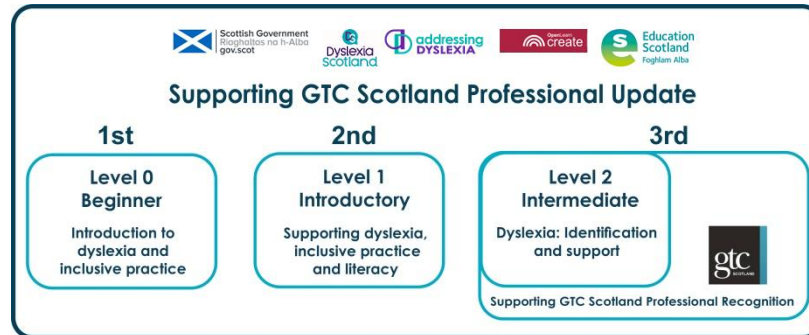 Scottish Government
Riaghaltas na h-Alba
gov.scot
Dyslexia
Scotland
addressing
DYSLEXIA
OpenLearn
create
Education
Scotland
Foghlam Alba
Supporting GTC Scotland Professional Update
1st
2nd
3rd
Level 0
Beginner
Introduction to
dyslexia and
inclusive practice
Level 1
Introductory
Supporting dyslexia,
inclusive practice
and literacy
Level 2
Intermediate
Dyslexia: Identification
and support
gtc
SCOTLAND
Supporting GTC Scotland Professional Recognition